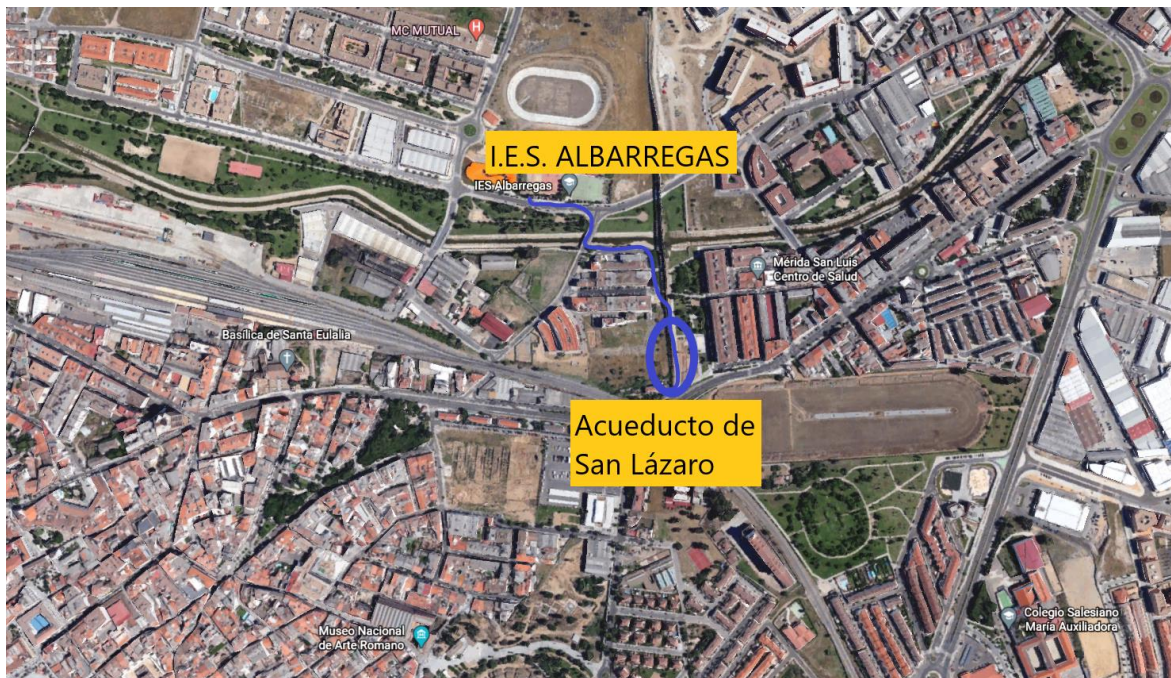 MC MUTUAL
I.E.S. ALBARREGAS
IES Albarregas
Mérida San Luis
Centro de Salud
Basílica de Santa Eulalia
Acueducto de
San Lázaro
Museo Nacional
de Arte Romano
Colegio Salesiano
María Auxiliadora